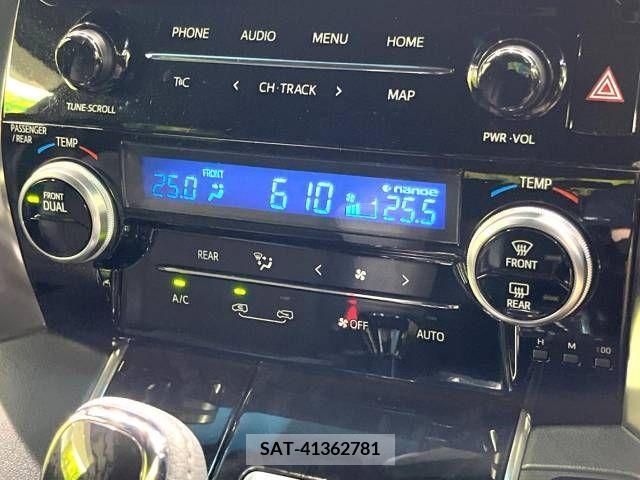 PHONE AUDIO MENU HOME
T&C < CH·TRACK > MAP
TUNE·SCROLL
PWR·VOL
PASSENGER
/REAR
TEMP
FRONT
DUAL
25.0 FRONT 6 10 nanoe 25.5
TEMP
FRONT
REAR
REAR < >
A/C
OFF
AUTO
H M :00
SAT-41362781